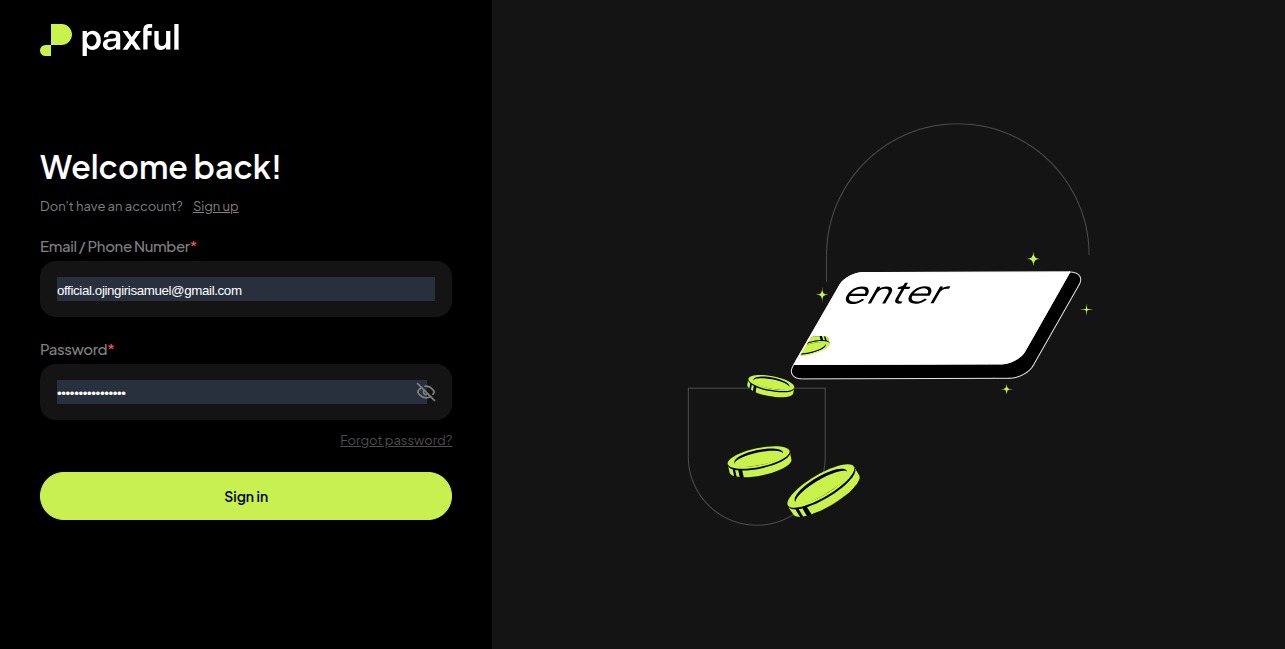 paxful
Welcome back!
Don't have an account? Sign up
Email / Phone Number*
official.ojingirisamuel@gmail.com
Password*
••••••••••••••••
Forgot password?
Sign in
enter